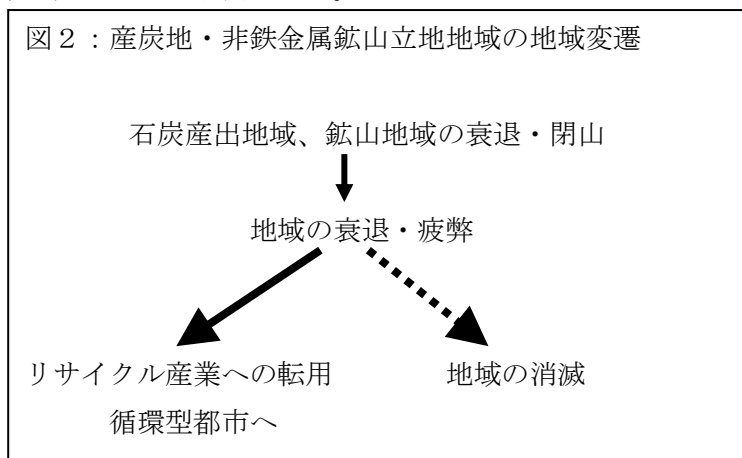 図２：産炭地・非鉄金属鉱山立地地域の地域変遷
石炭産出地域、鉱山地域の衰退・閉山
地域の衰退・疲弊
リサイクル産業への転用
循環型都市へ
地域の消滅